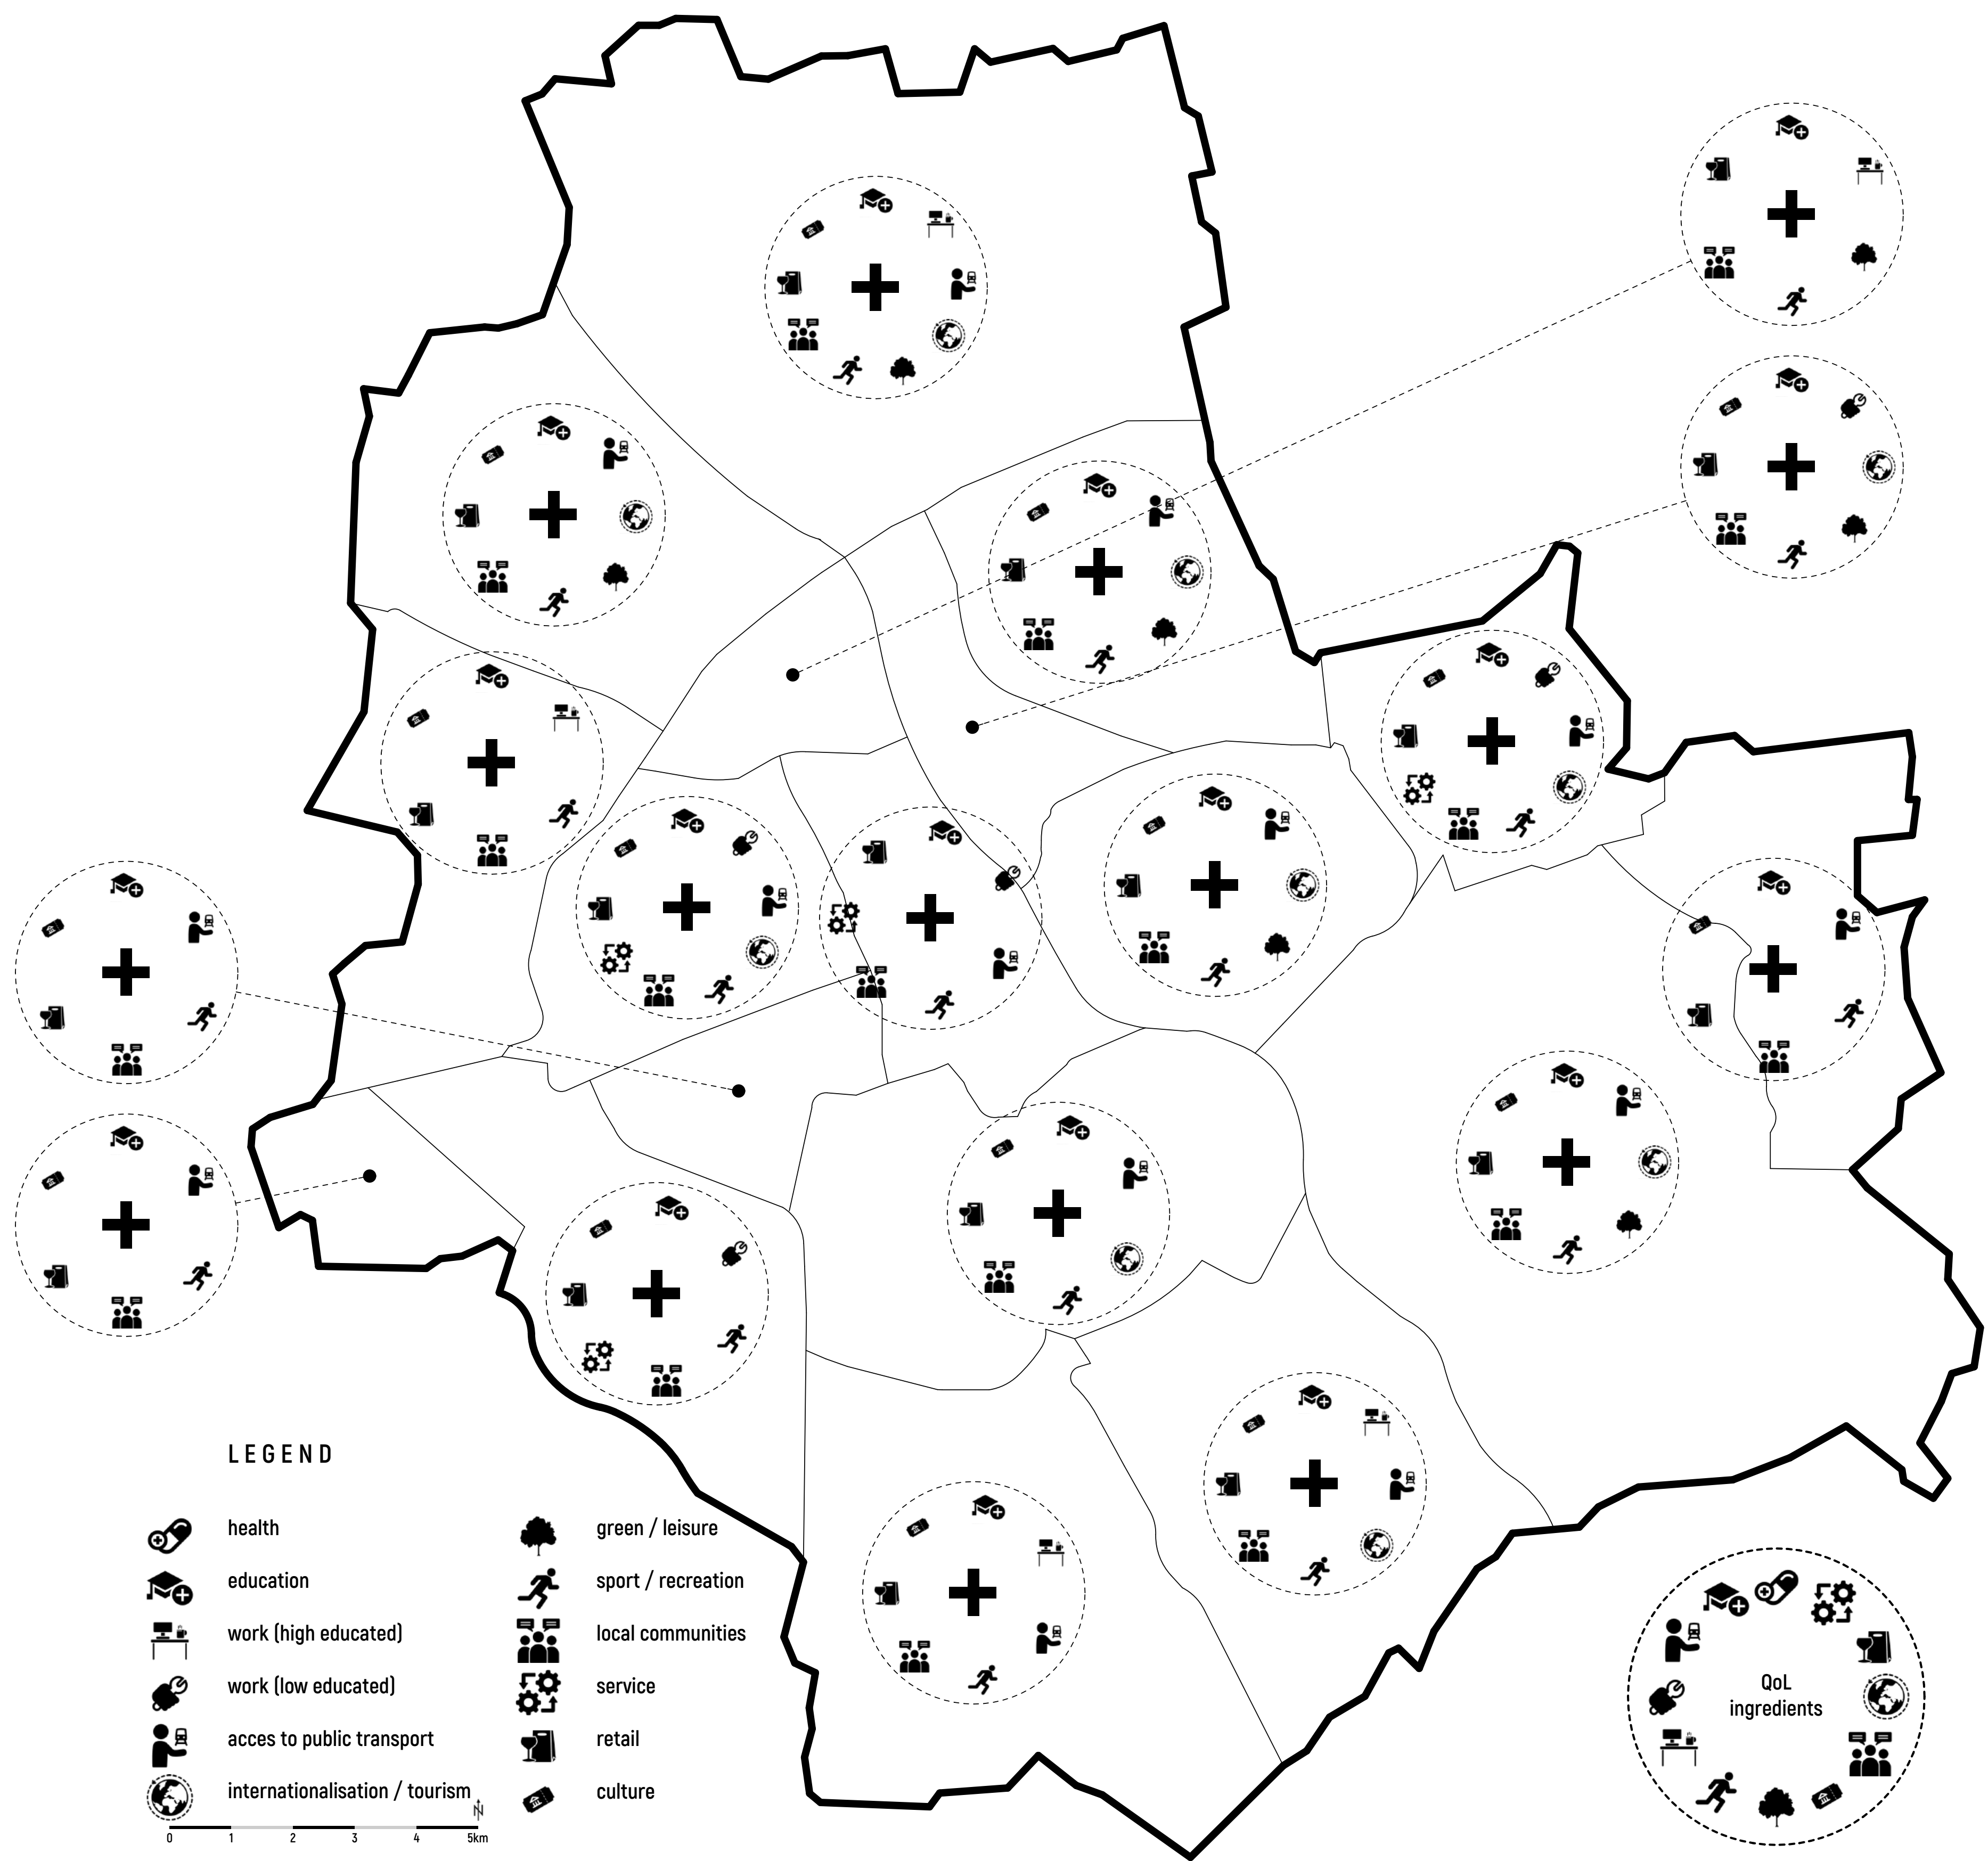 LEGEND
health
education
work (high educated)
work (low educated)
acces to public transport
internationalisation / tourism
green / leisure
sport / recreation
local communities
service
retail
culture
N
0 1 2 3 4 5km
QoL
ingredients